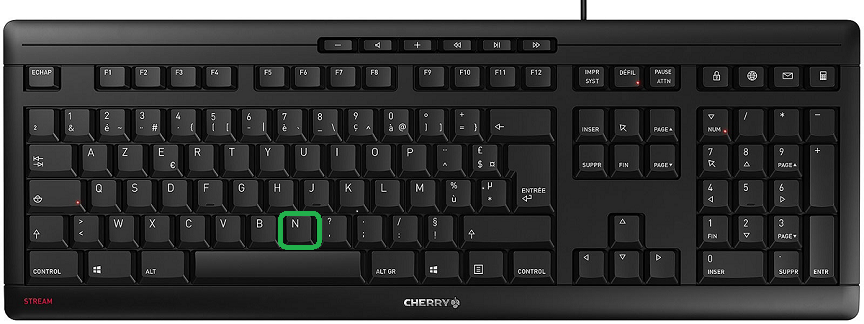 ECHAP F1 F2 F3 F4 F5 F6 F7 F8 F9 F10 F11 F12 IMPR SYST DÉFIL PAUSE ATTN
² 1 & 2 é ~ 3 " # 4 ' { 5 ( [ 6 - | 7 è ` 8 _ \ 9 ç ^ 0 à @ ° ) ] + = } INSER PAGE NUM / * -
A Z E € R T Y U I O P ¨ ^ £ $ ¤ SUPPR FIN PAGE 7 8 9 PAGE +
Q S D F G H J K L M % ù µ * ENTRÉE 4 5 6
> < W X C V B N ? , . ; / : § ! 1 FIN 2 3 PAGE
CONTROL ALT ALT GR CONTROL 0 INSER . SUPPR ENTR
STREAM CHERRY